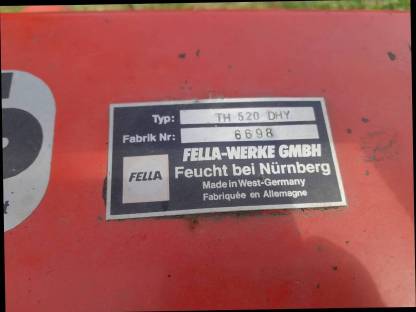 Typ: TH 520 DHY
Fabrik Nr: 6698
FELLA
FELLA-WERKE GMBH
Feucht bei Nürnberg
Made in West-Germany
Fabriquée en Allemagne